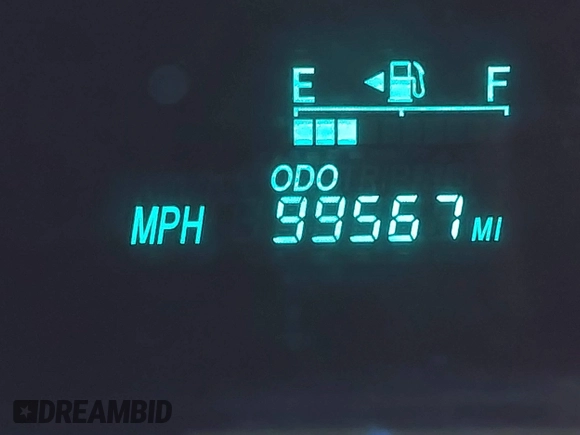 E F
ODO
MPH 99567 MI
DREAMBID